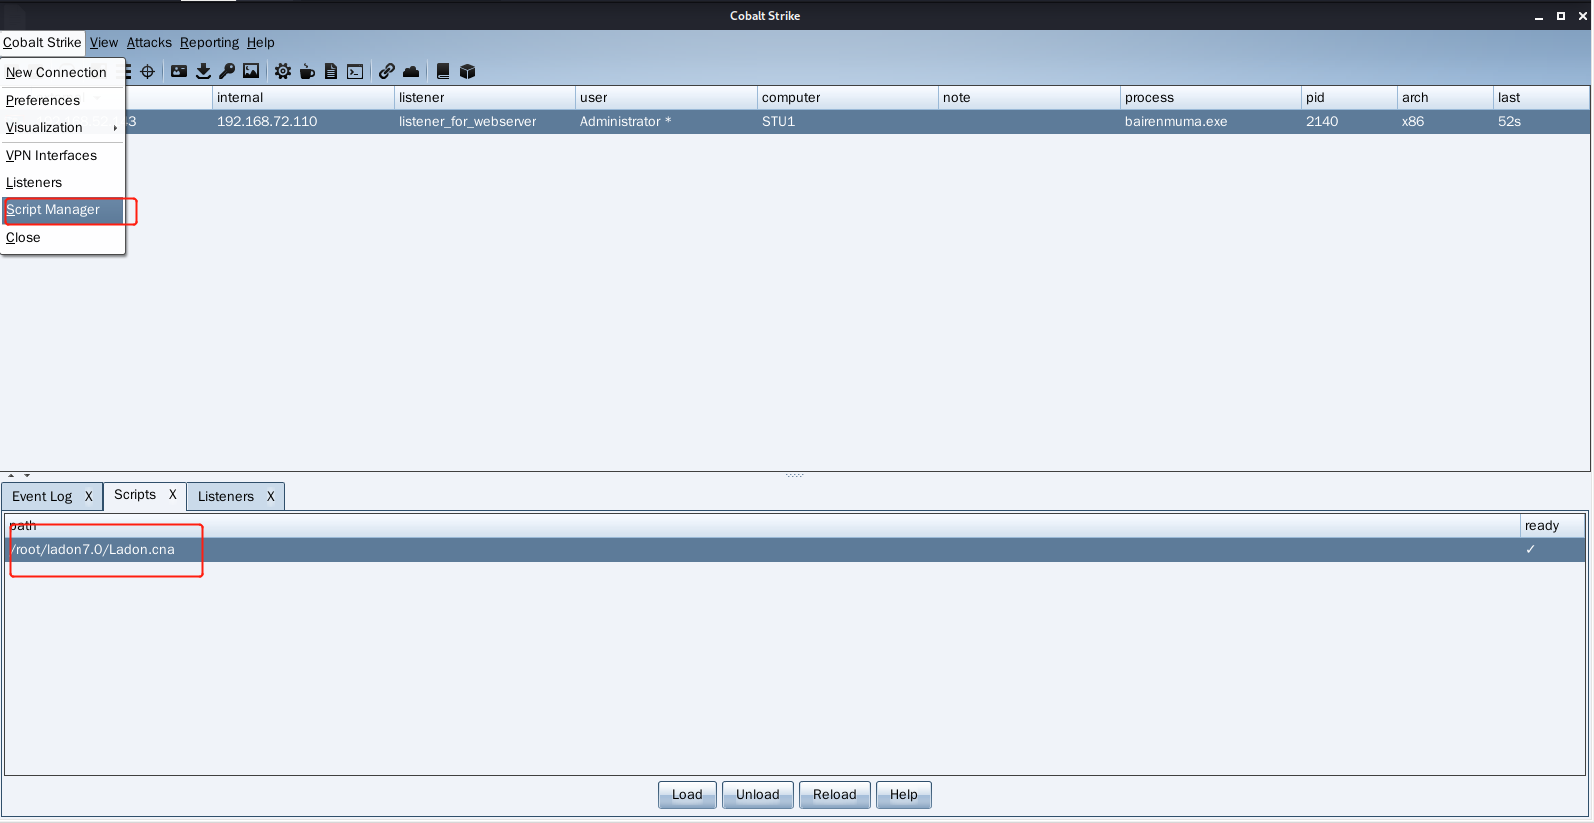 Cobalt Strike
Cobalt Strike View Attacks Reporting Help
New Connection
Preferences
Visualization
VPN Interfaces
Listeners
Script Manager
Close
internal listener user computer note process pid arch last
3 192.168.72.110 listener_for_webserver Administrator * STU1 bairenmuma.exe 2140 x86 52s
Event Log X Scripts X Listeners X
path ready
/root/ladon7.0/Ladon.cna ✓
Load Unload Reload Help